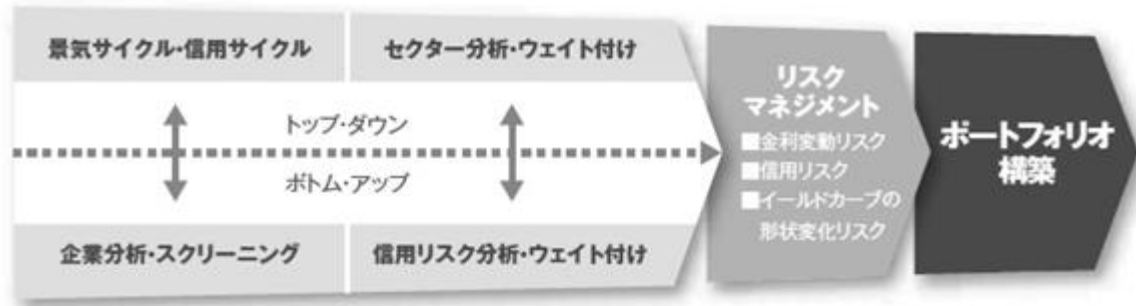 景気サイクル・信用サイクル
セクター分析・ウェイト付け
トップ・ダウン
ボトム・アップ
企業分析・スクリーニング
信用リスク分析・ウェイト付け
リスク
マネジメント
■金利変動リスク
■信用リスク
■イールドカーブの
形状変化リスク
ポートフォリオ
構築